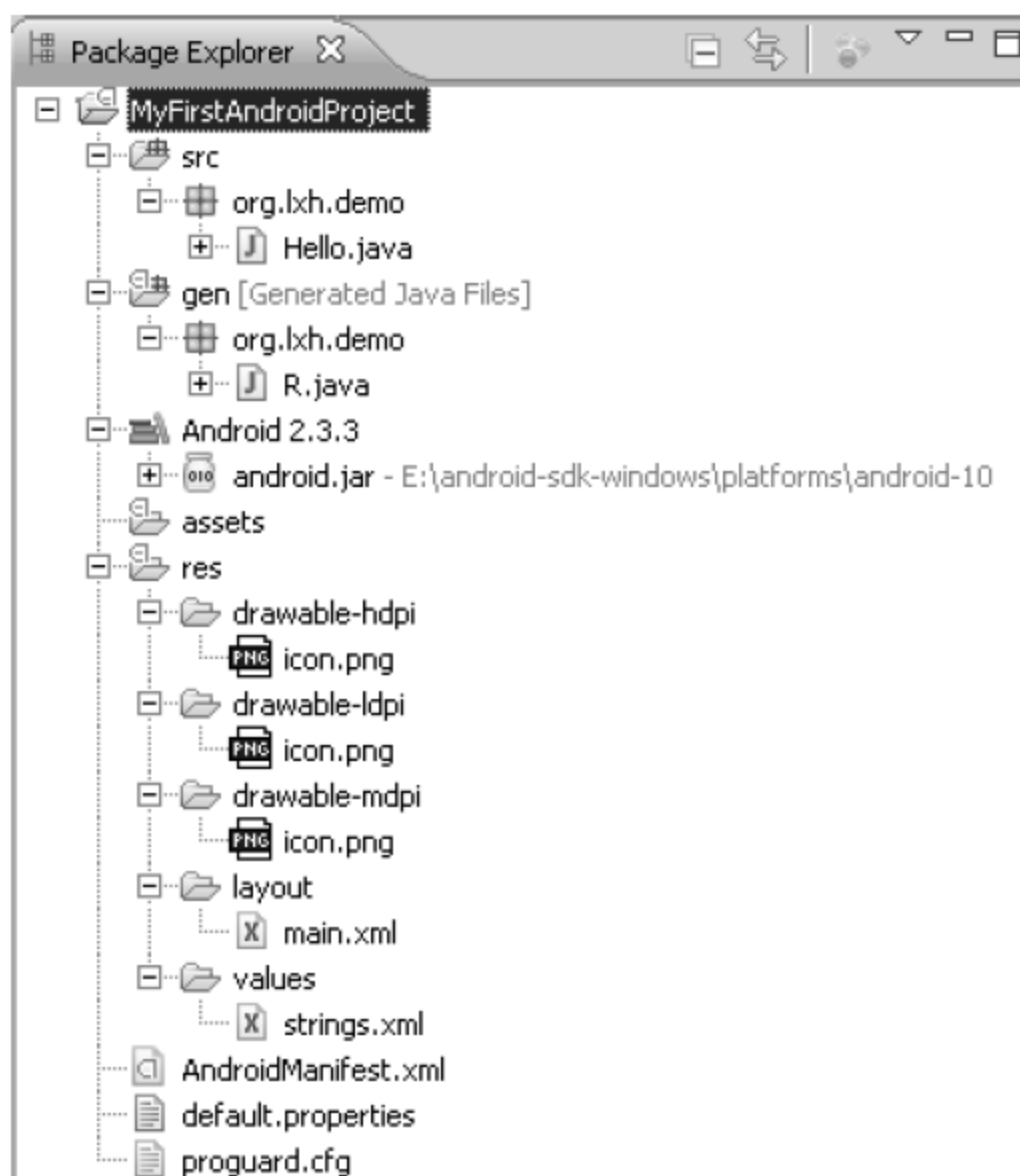 Package Explorer
MyFirstAndroidProject
src
org.lxh.demo
Hello.java
gen [Generated Java Files]
org.lxh.demo
R.java
Android 2.3.3
android.jar - E:\android-sdk-windows\platforms\android-10
assets
res
drawable-hdpi
icon.png
drawable-ldpi
icon.png
drawable-mdpi
icon.png
layout
main.xml
values
strings.xml
AndroidManifest.xml
default.properties
proguard.cfg